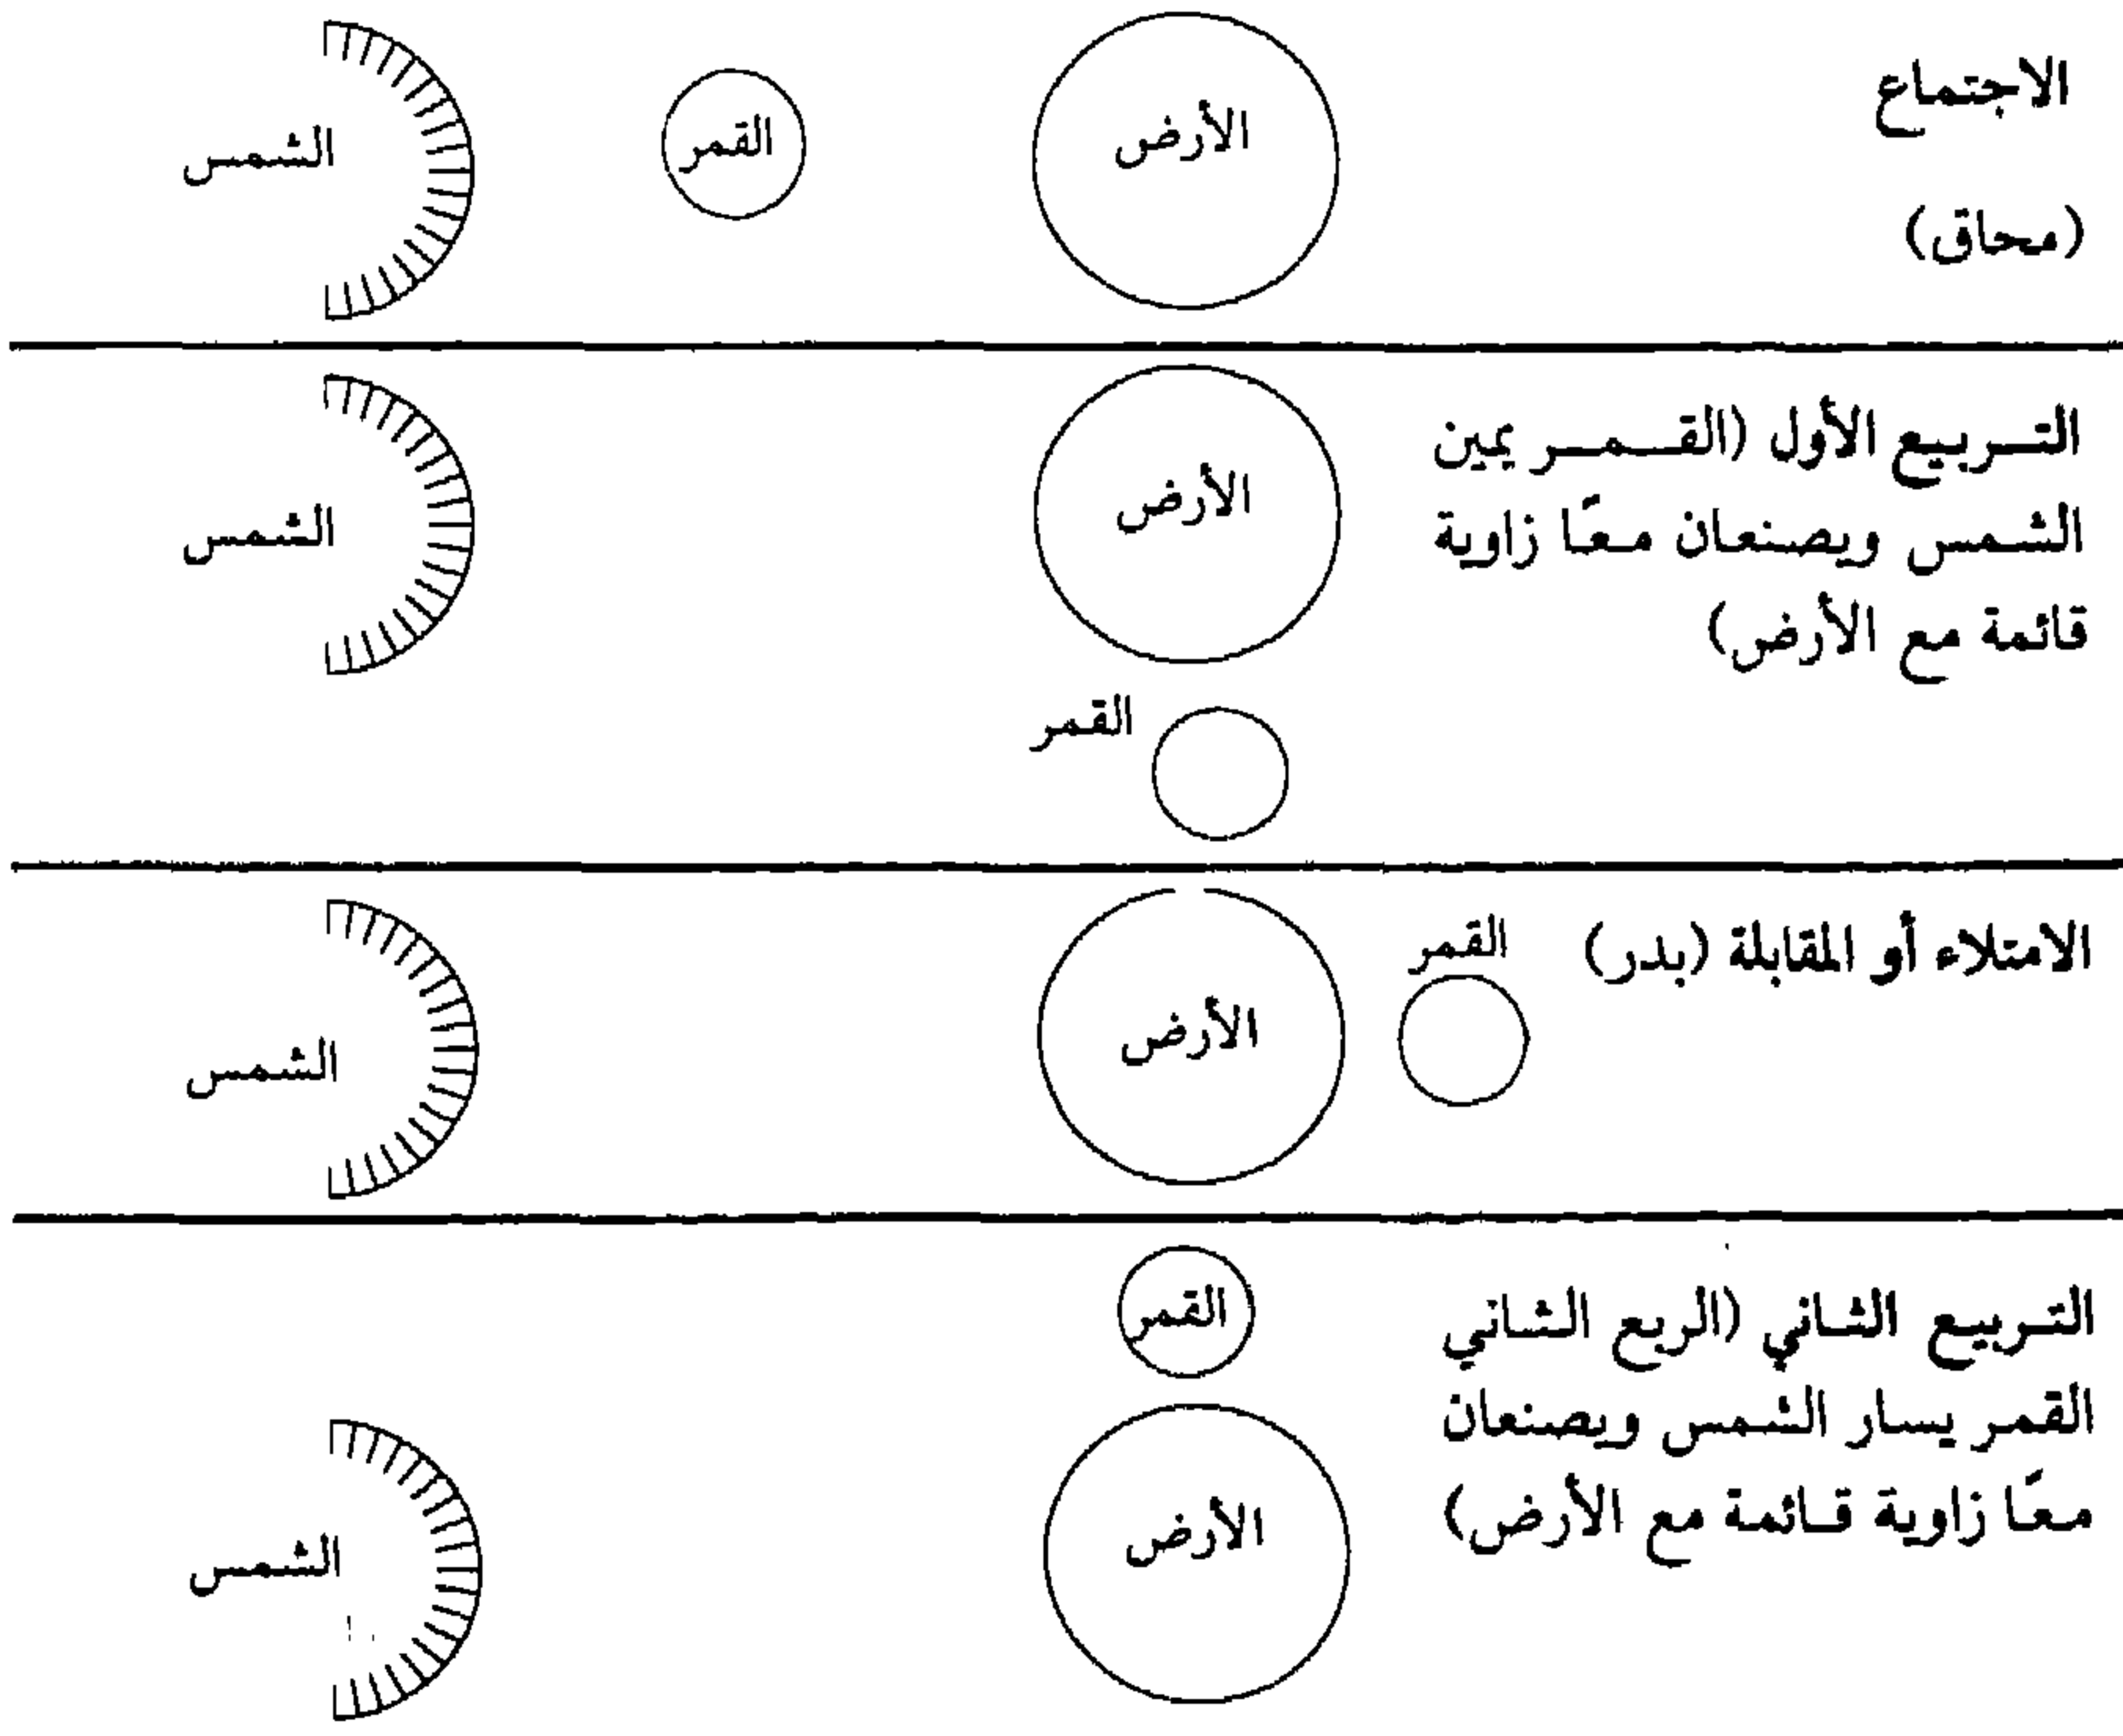 الاجتماع
(محاق)
الأرض
القمر
الشمس
التربيع الأول (القمر يمين
الشمس ويصنعان معًا زاوية
قائمة مع الأرض)
الأرض
الشمس
القمر
الامتلاء أو المقابلة (بدر)
القمر
الأرض
الشمس
التربيع الثاني (الربع الثاني
القمر يسار الشمس ويصنعان
معًا زاوية قائمة مع الأرض)
القمر
الأرض
الشمس